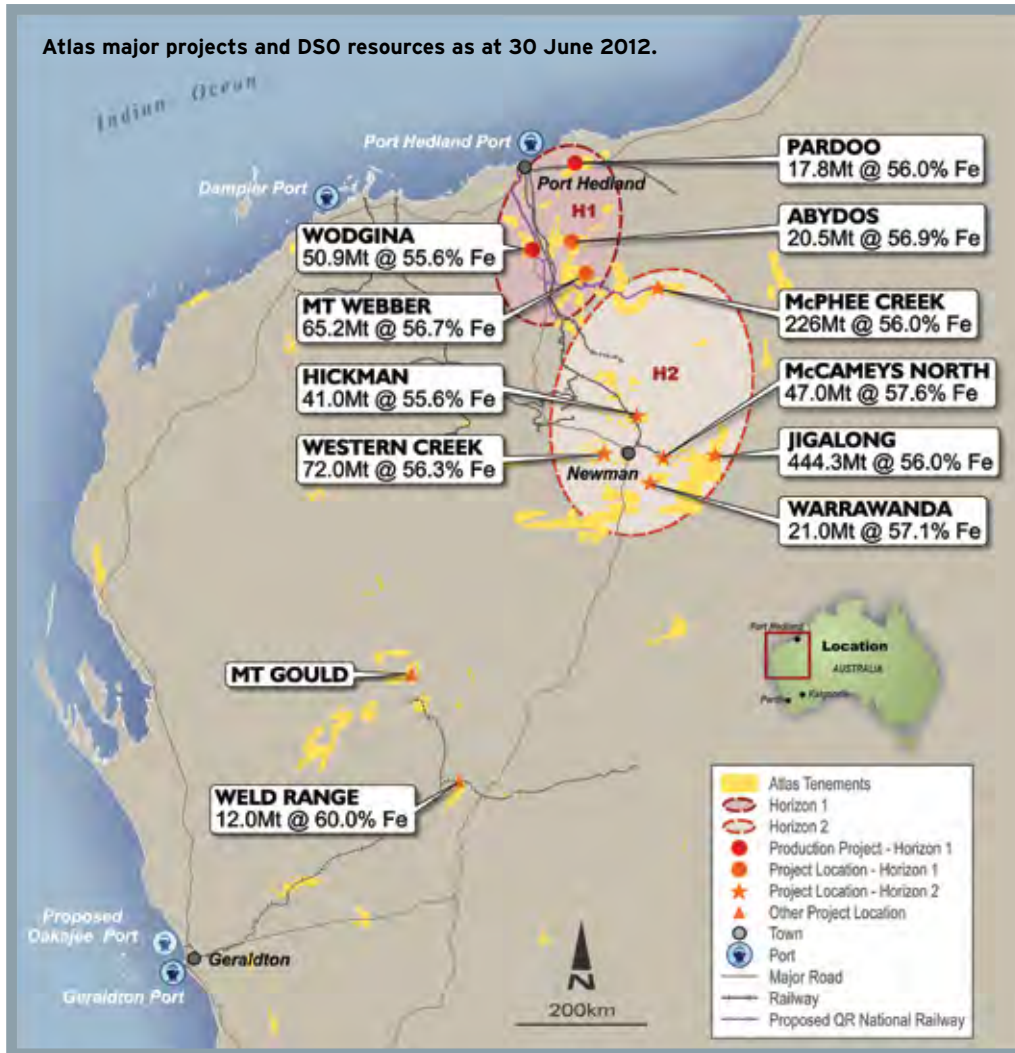 Atlas major projects and DSO resources as at 30 June 2012.
Indian Ocean
Port Hedland Port
Dampier Port
Port Hedland
H1
PARDOO
17.8Mt @ 56.0% Fe
ABYDOS
20.5Mt @ 56.9% Fe
WODGINA
50.9Mt @ 55.6% Fe
MT WEBBER
65.2Mt @ 56.7% Fe
McPHEE CREEK
226Mt @ 56.0% Fe
H2
HICKMAN
41.0Mt @ 55.6% Fe
McCAMEYS NORTH
47.0Mt @ 57.6% Fe
WESTERN CREEK
72.0Mt @ 56.3% Fe
Newman
JIGALONG
444.3Mt @ 56.0% Fe
WARRAWANDA
21.0Mt @ 57.1% Fe
MT GOULD
WELD RANGE
12.0Mt @ 60.0% Fe
Port Hedland
Location
AUSTRALIA
Perth
Kalgoorlie
Proposed
Oakajee Port
Geraldton
Geraldton Port
N
200km
Atlas Tenements
Horizon 1
Horizon 2
Production Project - Horizon 1
Project Location - Horizon 1
Project Location - Horizon 2
Other Project Location
Town
Port
Major Road
Railway
Proposed QR National Railway